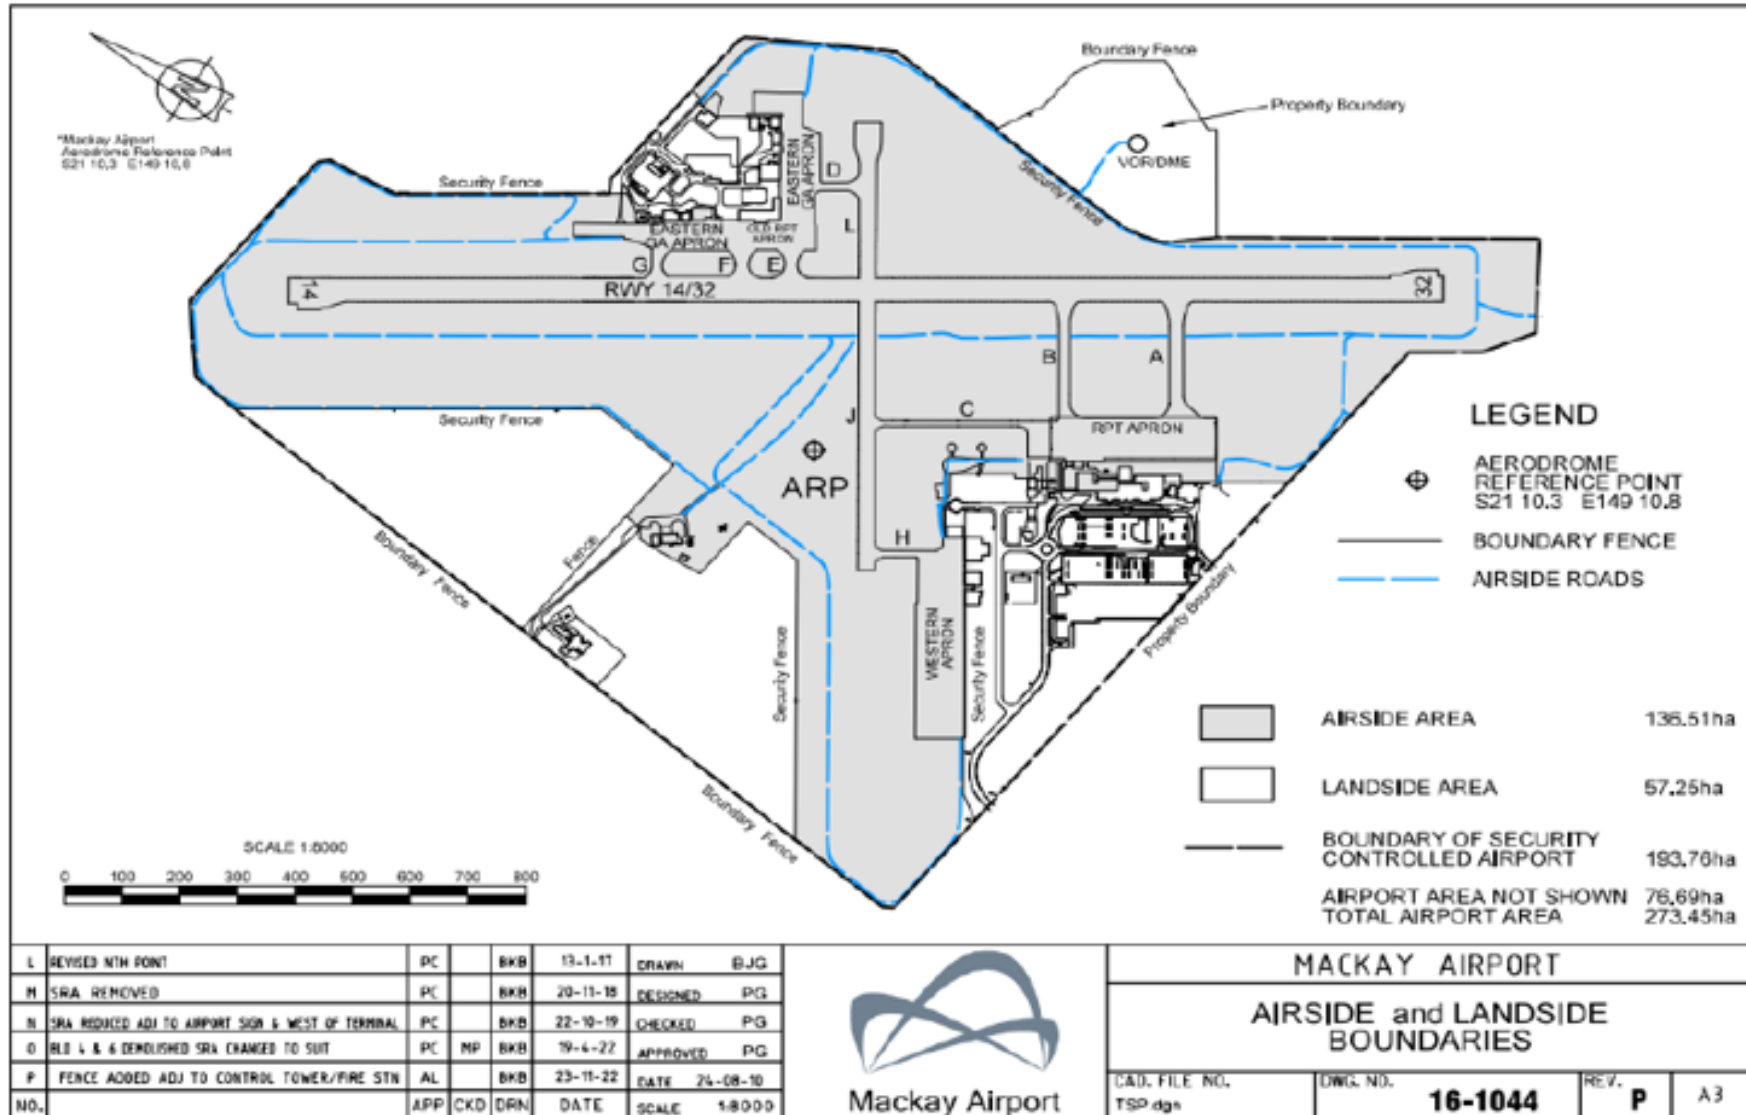 *Mackay Airport
Aerodrome Reference Point
S21 10.3 E149 10.8
N
Boundary Fence
Property Boundary
VOR/DME
Security Fence
Security Fence
EASTERN
GA APRON
D
L
EASTERN
GA APRON
OLD RPT
APRON
G
F
E
14
RWY 14/32
32
B
A
C
J
RPT APRON
Security Fence
ARP
H
Fence
Boundary Fence
Security Fence
WESTERN
APRON
Security Fence
Property Boundary
Boundary Fence
LEGEND
AERODROME
REFERENCE POINT
S21 10.3 E149 10.8
BOUNDARY FENCE
AIRSIDE ROADS
AIRSIDE AREA 136.51ha
LANDSIDE AREA 57.25ha
BOUNDARY OF SECURITY
CONTROLLED AIRPORT 193.76ha
AIRPORT AREA NOT SHOWN 76.69ha
TOTAL AIRPORT AREA 273.45ha
SCALE 1:8000
0 100 200 300 400 500 600 700 800
L REVISED NTH POINT PC BKB 13-1-17
M SRA REMOVED PC BKB 20-11-18
N SRA REDUCED ADJ TO AIRPORT SIGN & WEST OF TERMINAL PC BKB 22-10-19
O BLD 4 & 6 DEMOLISHED SRA CHANGED TO SUIT PC MP BKB 19-4-22
P FENCE ADDED ADJ TO CONTROL TOWER/FIRE STN AL BKB 23-11-22
NO. APP CKD DRN DATE
DRAWN BJG
DESIGNED PG
CHECKED PG
APPROVED PG
DATE 24-08-10
SCALE 1:8000
Mackay Airport
MACKAY AIRPORT
AIRSIDE and LANDSIDE
BOUNDARIES
CAD. FILE NO.
TSP.dgn
DWG. NO.
16-1044
REV.
P
A3